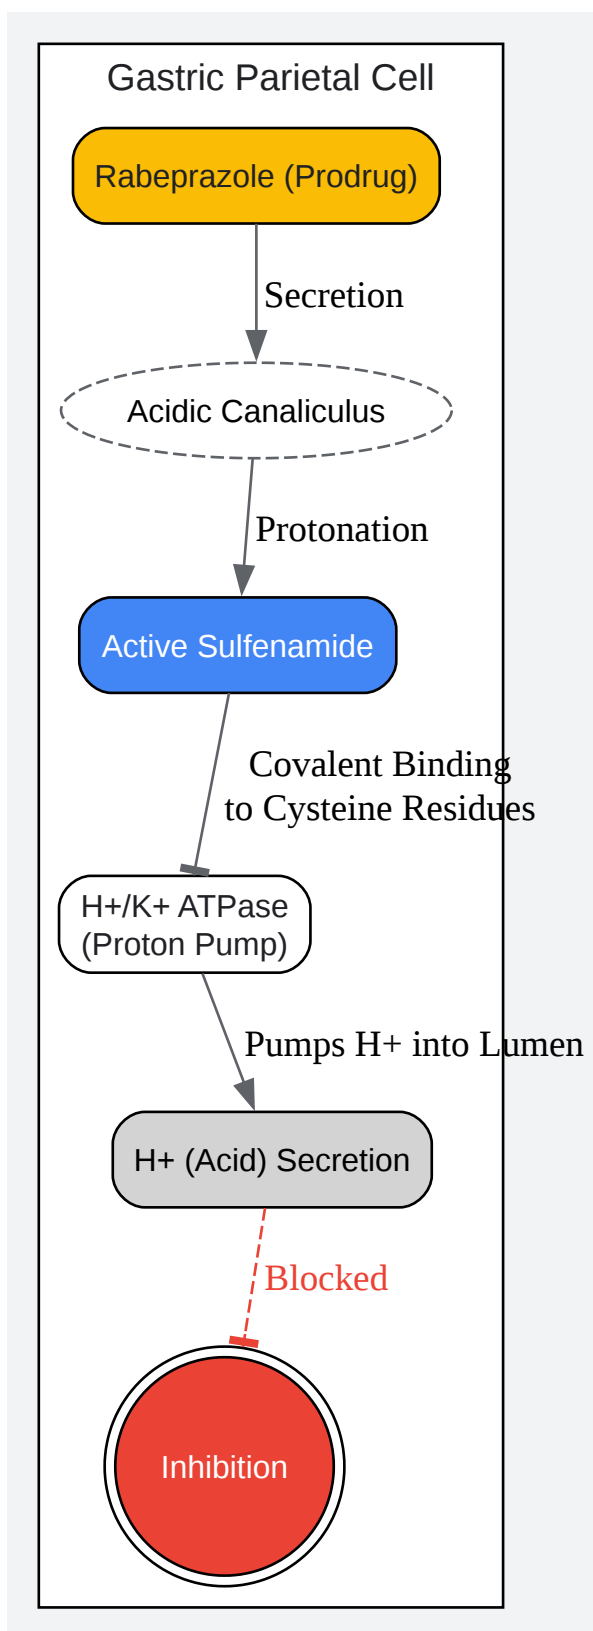 Gastric Parietal Cell
Rabeprazole (Prodrug)
Secretion
Acidic Canaliculus
Protonation
Active Sulfenamide
Covalent Binding
to Cysteine Residues
H+/K+ ATPase
(Proton Pump)
Pumps H+ into Lumen
H+ (Acid) Secretion
Blocked
Inhibition